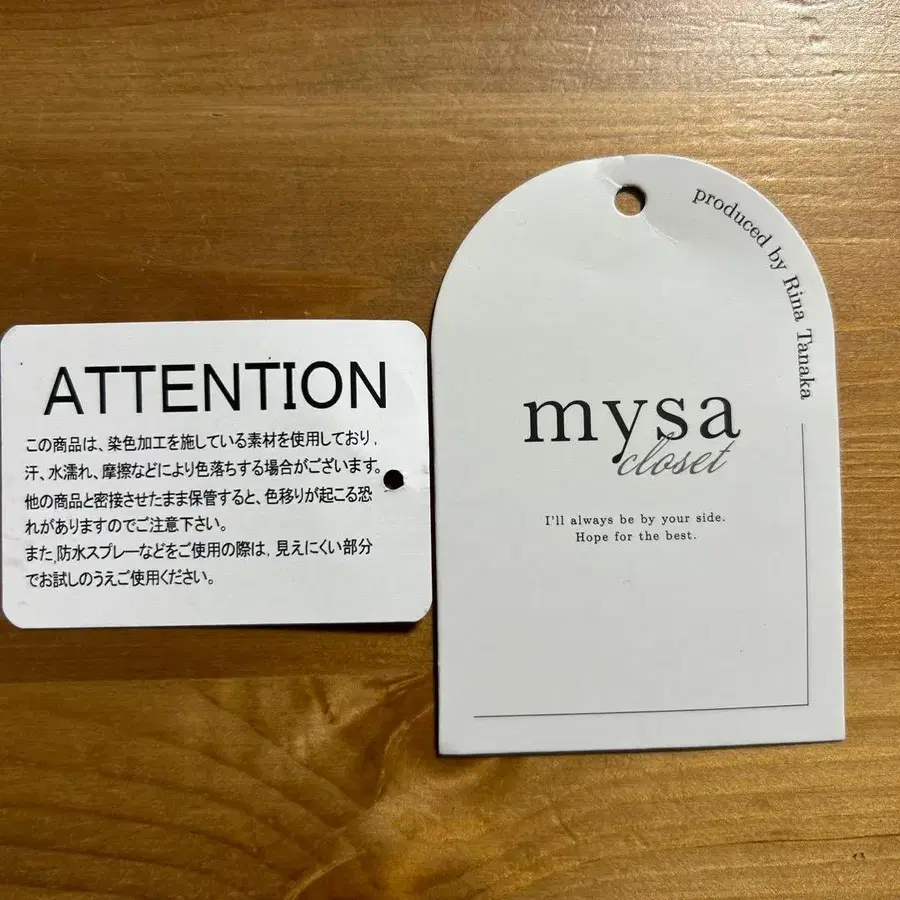 ATTENTION
この商品は、染色加工を施している素材を使用しており,
汗、水濡れ、摩擦などにより色落ちする場合がございます。
他の商品と密接させたまま保管すると、色移りが起こる恐
れがありますのでご注意下さい。
また,防水スプレーなどをご使用の際は,見えにくい部分
でお試しのうえご使用ください。
produced by Rina Tanaka
mysa
closet
I'll always be by your side.
Hope for the best.